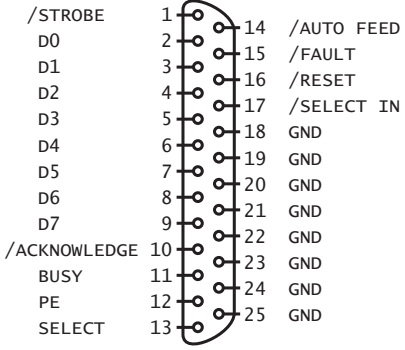 /STROBE 1
D0 2
D1 3
D2 4
D3 5
D4 6
D5 7
D6 8
D7 9
/ACKNOWLEDGE 10
BUSY 11
PE 12
SELECT 13
14 /AUTO FEED
15 /FAULT
16 /RESET
17 /SELECT IN
18 GND
19 GND
20 GND
21 GND
22 GND
23 GND
24 GND
25 GND